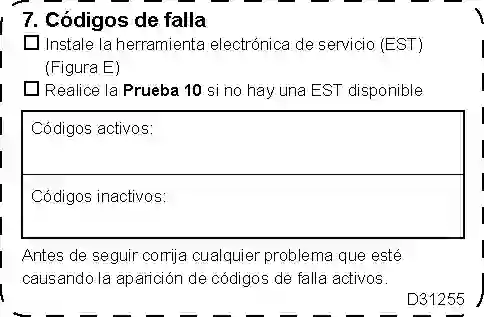 7. Códigos de falla
Instale la herramienta electrónica de servicio (EST)
(Figura E)
Realice la Prueba 10 si no hay una EST disponible
Códigos activos:
Códigos inactivos:
Antes de seguir corrija cualquier problema que esté
causando la aparición de códigos de falla activos.
D31255